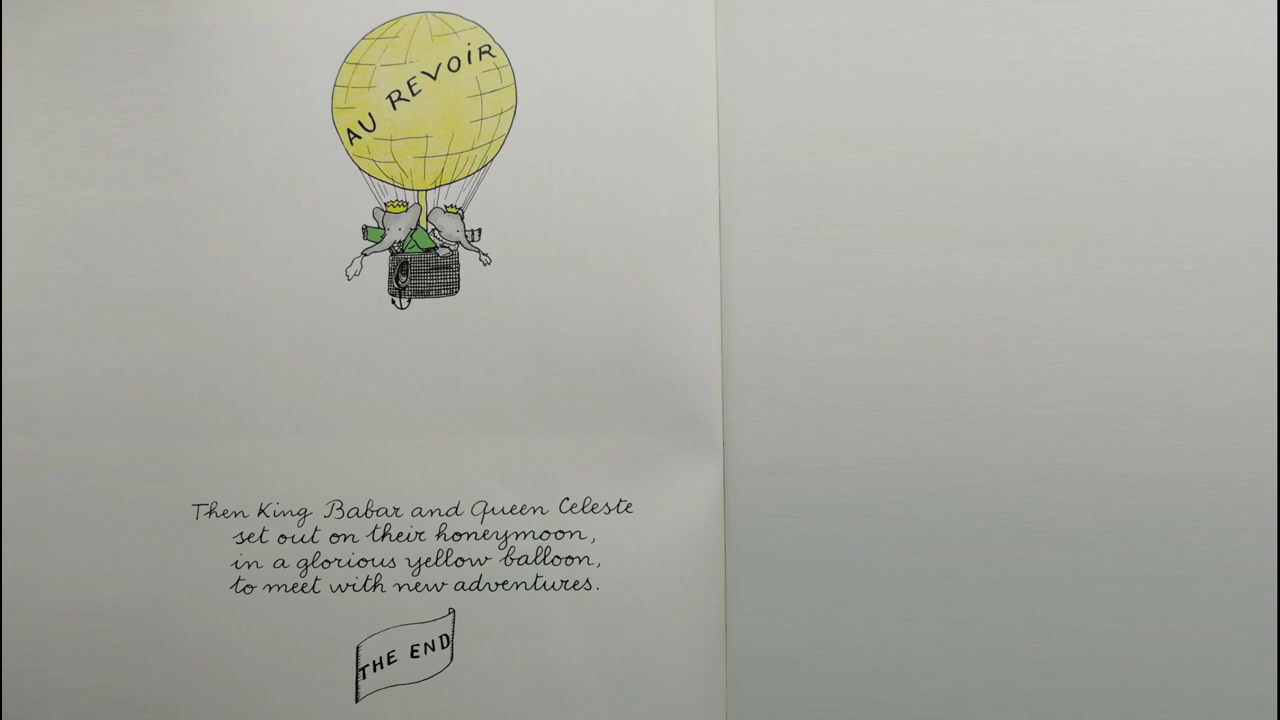 AU REVOIR
Then King Babar and Queen Celeste
set out on their honeymoon,
in a glorious yellow balloon,
to meet with new adventures.
THE END